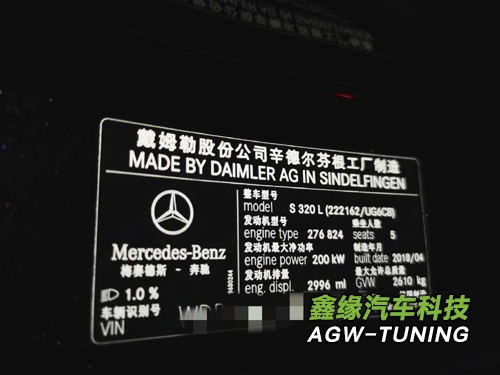 戴姆勒股份公司辛德尔芬根工厂制造
MADE BY DAIMLER AG IN SINDELFINGEN
整车型号
model S 320 L (222162/UG6CB)
发动机型号 乘坐人数
engine type 276 824 seats 5
发动机最大净功率 制造年月
engine power 200 kW built date 2018/04
发动机排量 最大允许总质量
eng. displ. 2996 ml GVW 2610 kg
Mercedes-Benz
梅赛德斯 - 奔驰
1.0 %
车辆识别号
VIN WD
鑫缘汽车科技
AGW-TUNING